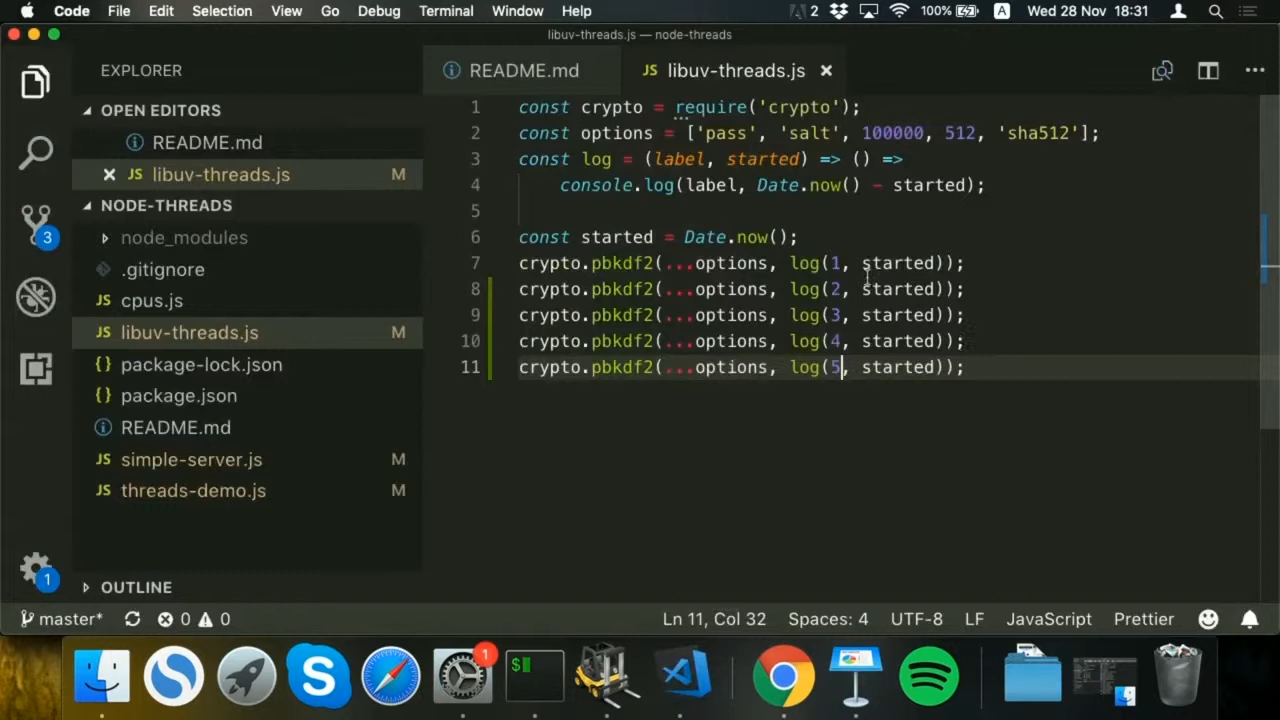 Code File Edit Selection View Go Debug Terminal Window Help 2 100% A Wed 28 Nov 18:31
libuv-threads.js — node-threads
EXPLORER
OPEN EDITORS
README.md
JS libuv-threads.js M
NODE-THREADS
node_modules
.gitignore
JS cpus.js
JS libuv-threads.js M
{} package-lock.json
{} package.json
README.md
JS simple-server.js M
JS threads-demo.js M
OUTLINE
3
1
README.md JS libuv-threads.js
1 const crypto = require('crypto');
2 const options = ['pass', 'salt', 100000, 512, 'sha512'];
3 const log = (label, started) => () =>
4 console.log(label, Date.now() - started);
5
6 const started = Date.now();
7 crypto.pbkdf2(...options, log(1, started));
8 crypto.pbkdf2(...options, log(2, started));
9 crypto.pbkdf2(...options, log(3, started));
10 crypto.pbkdf2(...options, log(4, started));
11 crypto.pbkdf2(...options, log(5, started));
master* 0 0 Ln 11, Col 32 Spaces: 4 UTF-8 LF JavaScript Prettier
1
$